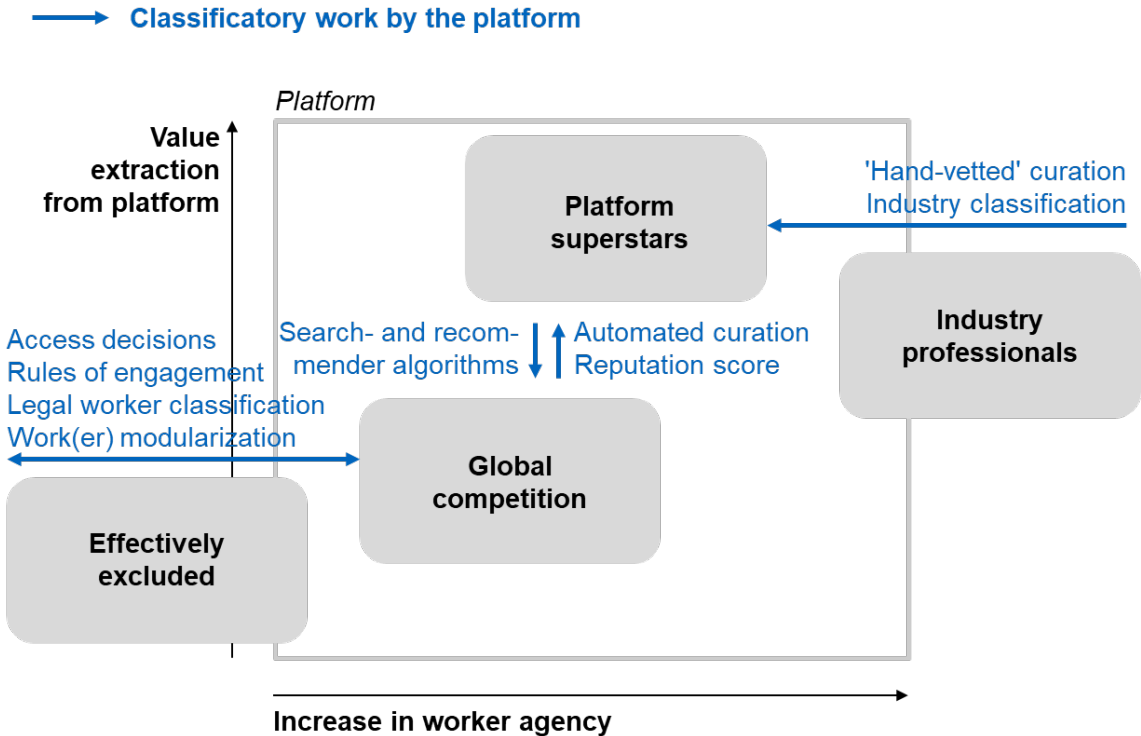 Classificatory work by the platform
Platform
Value
extraction
from platform
Platform
superstars
'Hand-vetted' curation
Industry classification
Industry
professionals
Access decisions
Rules of engagement
Legal worker classification
Work(er) modularization
Search- and recom-
mender algorithms
Automated curation
Reputation score
Global
competition
Effectively
excluded
Increase in worker agency